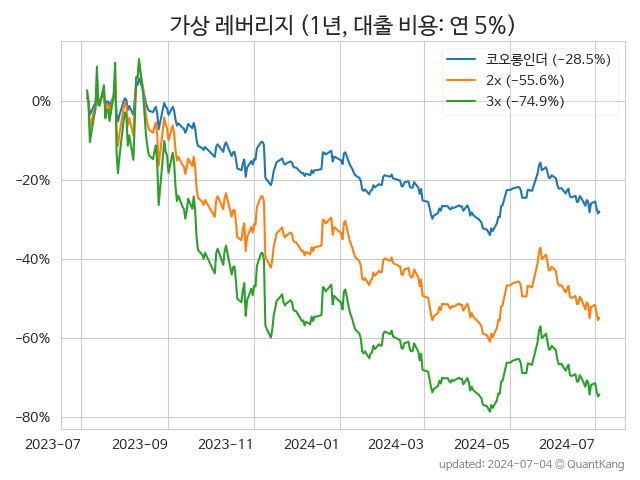 가상 레버리지 (1년, 대출 비용: 연 5%)
코오롱인더 (−28.5%)
2x (−55.6%)
3x (−74.9%)
0%
−20%
−40%
−60%
−80%
2023-07
2023-09
2023-11
2024-01
2024-03
2024-05
2024-07
updated: 2024-07-04 © QuantKang